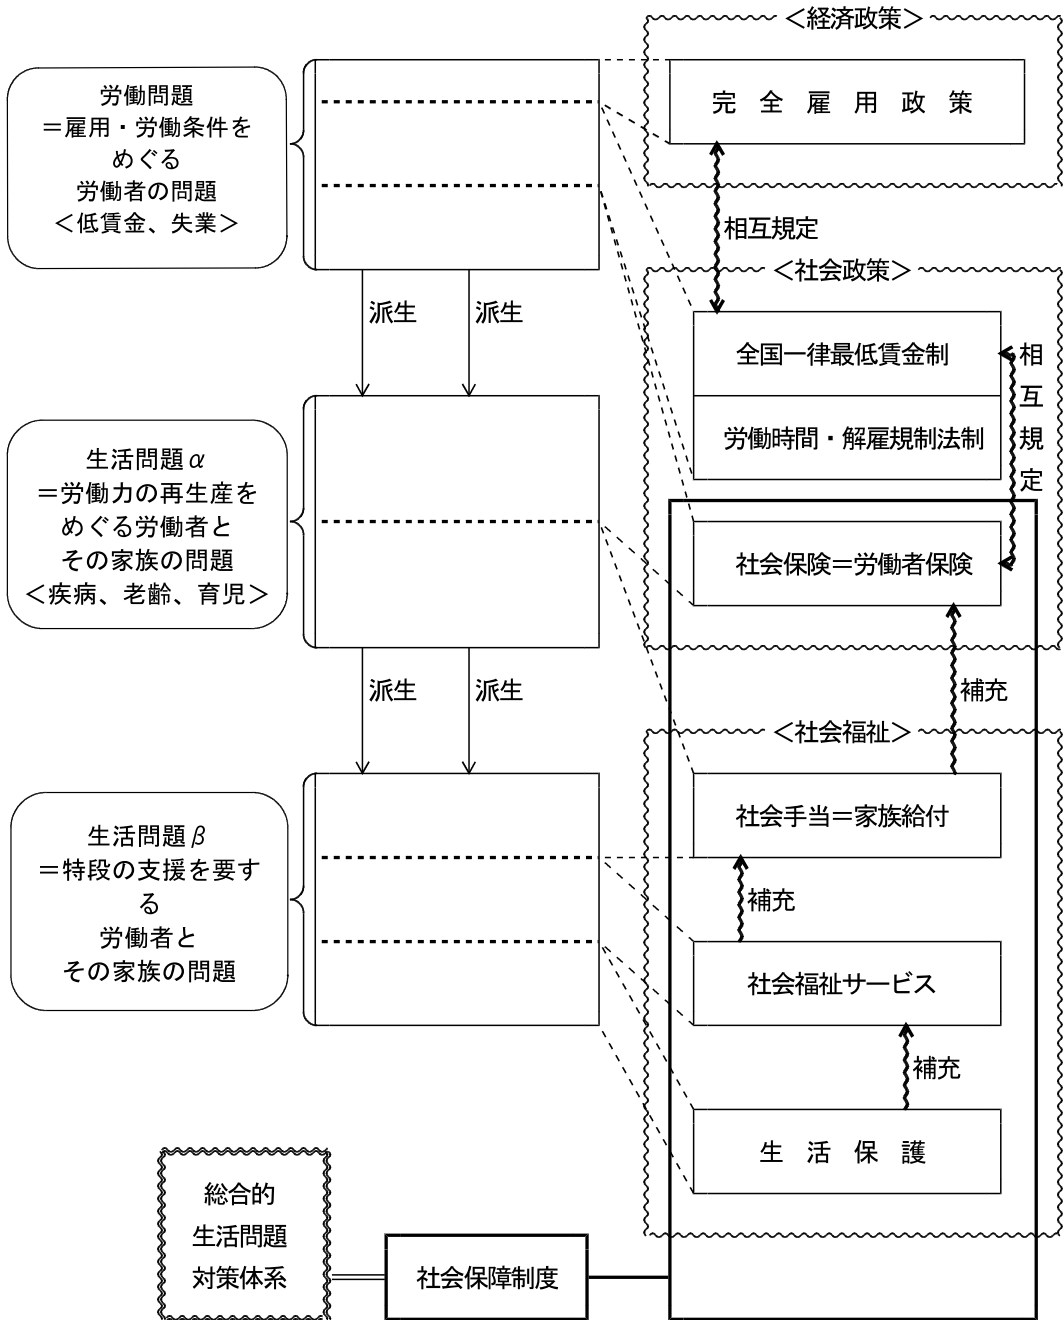 <経済政策>
労働問題
＝雇用・労働条件を
めぐる
労働者の問題
<低賃金、失業>
完全雇用政策
相互規定
<社会政策>
派生
派生
全国一律最低賃金制
相互規定
労働時間・解雇規制法制
生活問題α
＝労働力の再生産を
めぐる労働者と
その家族の問題
<疾病、老齢、育児>
社会保険＝労働者保険
派生
派生
補充
<社会福祉>
生活問題β
＝特段の支援を要す
る
労働者と
その家族の問題
社会手当＝家族給付
補充
社会福祉サービス
補充
生活保護
総合的
生活問題
対策体系
社会保障制度